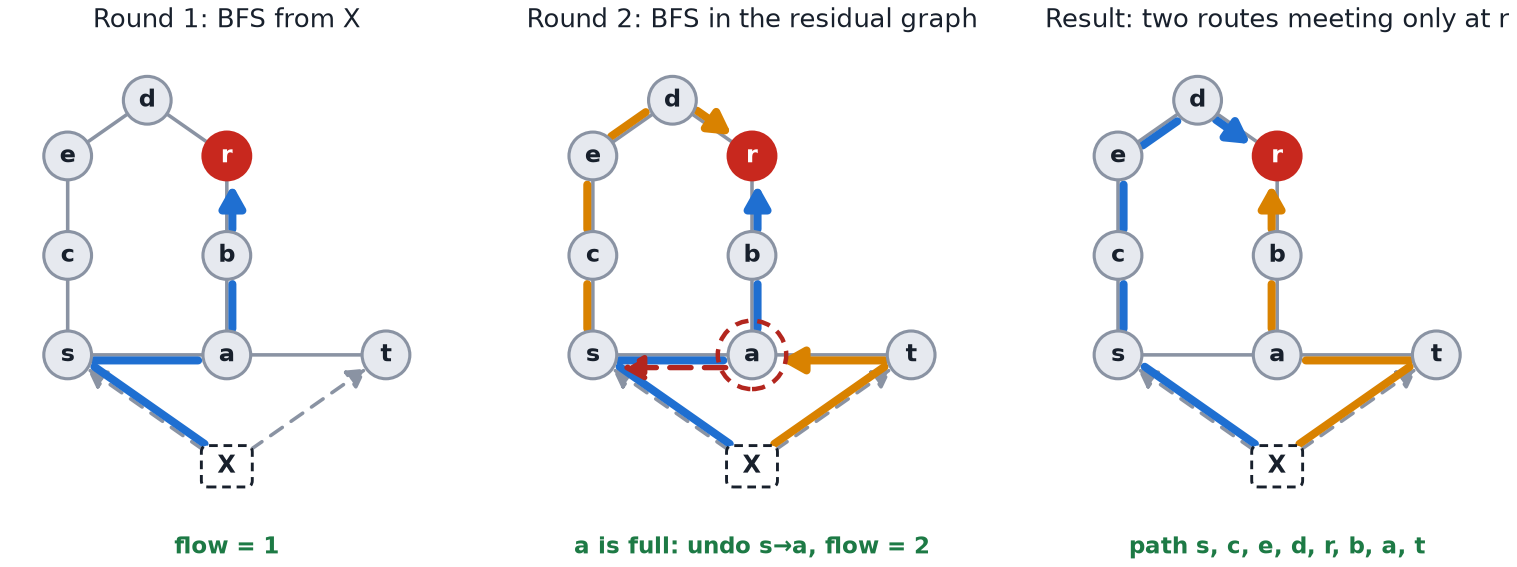 Round 1: BFS from X
d
e
r
c
b
s
a
t
X
flow = 1
Round 2: BFS in the residual graph
d
e
r
c
b
s
a
t
X
a is full: undo s→a, flow = 2
Result: two routes meeting only at r
d
e
r
c
b
s
a
t
X
path s, c, e, d, r, b, a, t